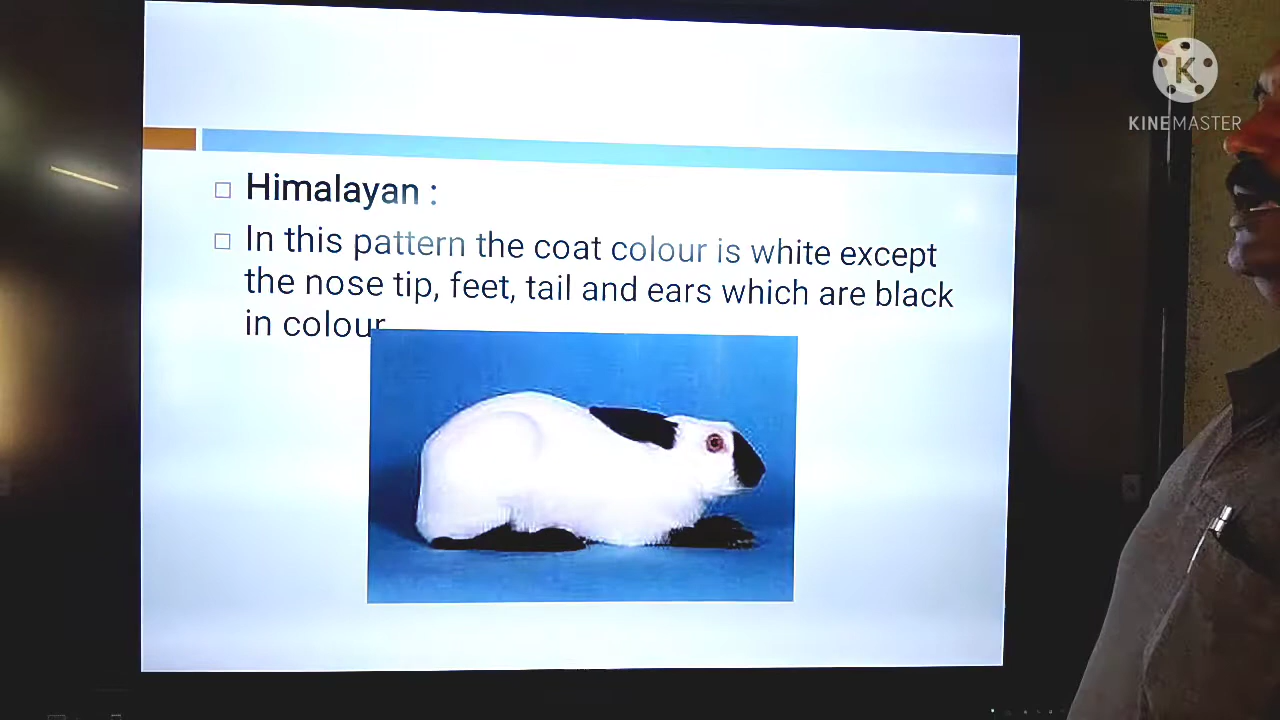 KINEMASTER
Himalayan :
In this pattern the coat colour is white except
the nose tip, feet, tail and ears which are black
in colour